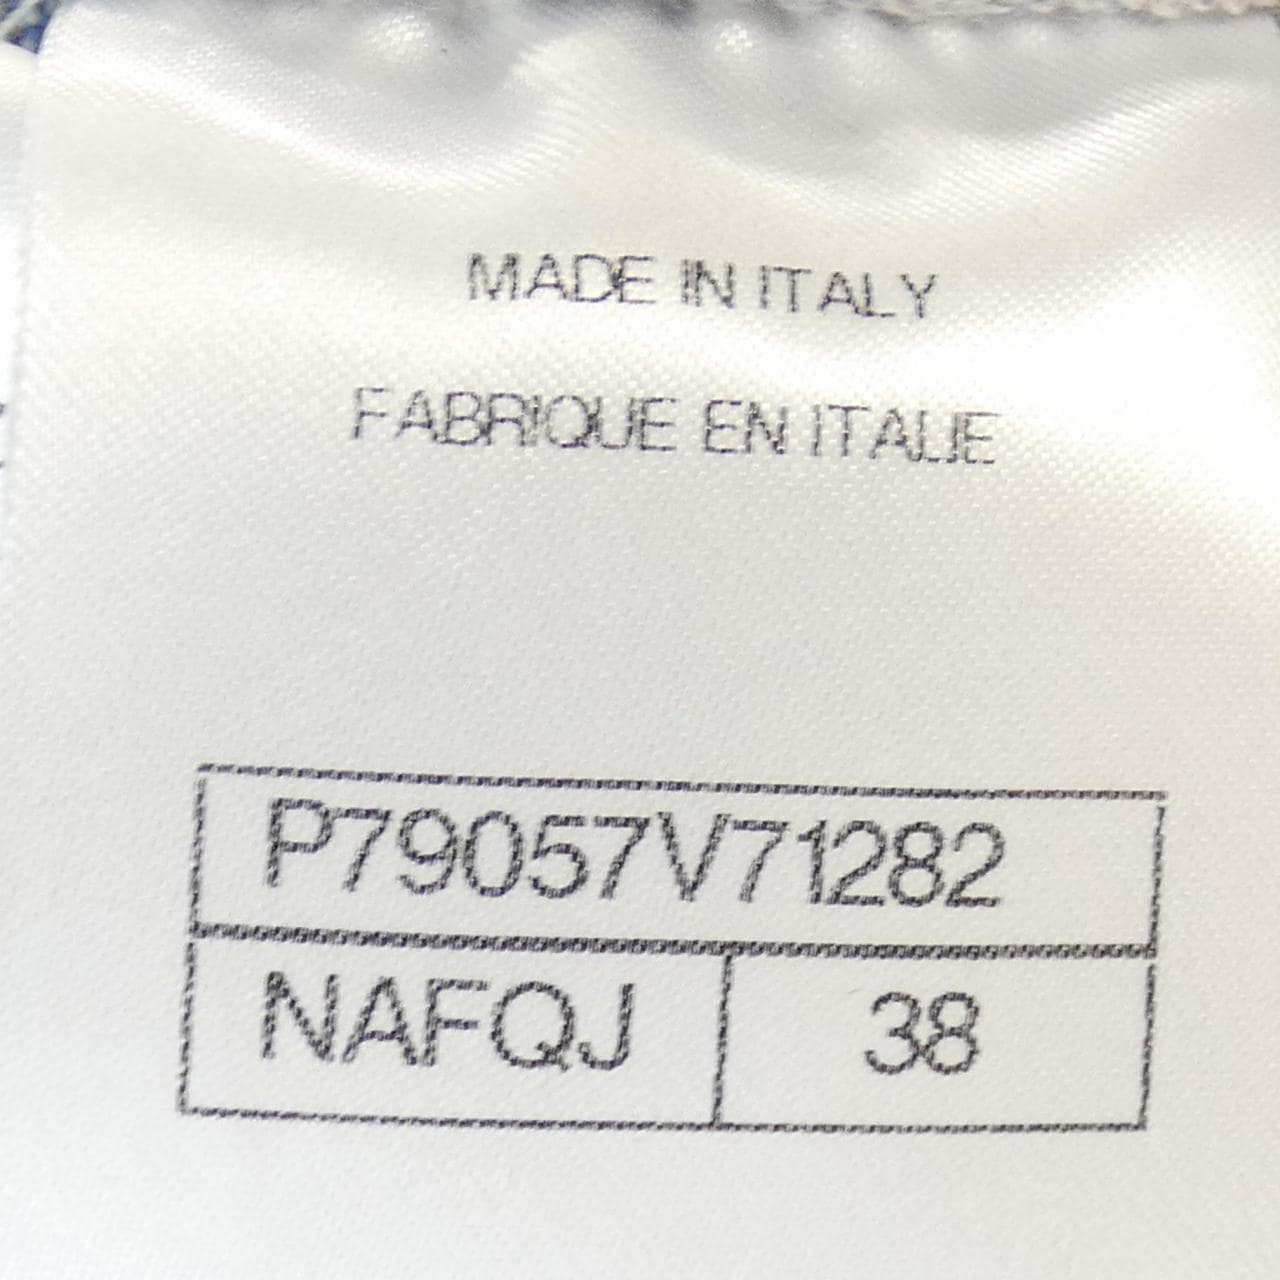 MADE IN ITALY
FABRIQUE EN ITALIE
P79057V71282
NAFQJ 38